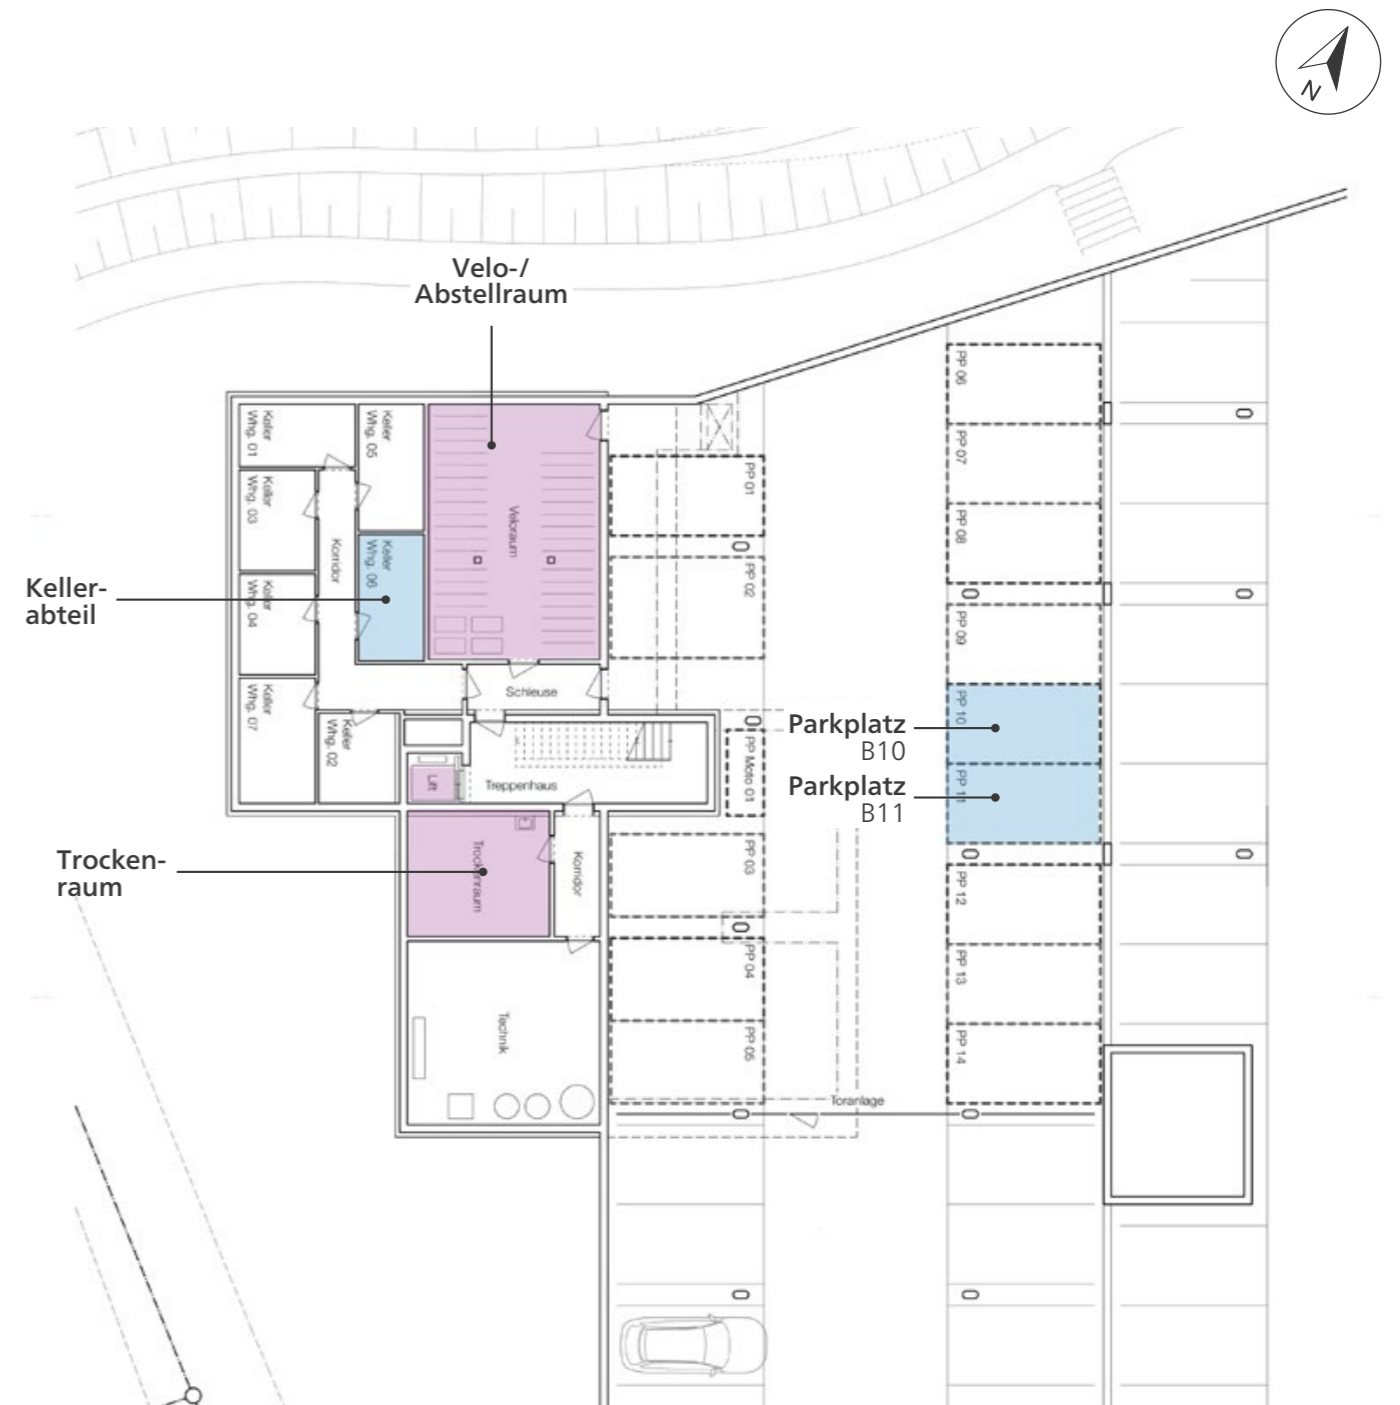 N
Velo-/
Abstellraum
Keller
Whg. 01
Keller
Whg. 05
Keller
Whg. 03
Korridor
Keller
Whg. 06
Veloraum
Keller-
abteil
Keller
Whg. 04
Keller
Whg. 07
Keller
Whg. 02
Schleuse
Treppenhaus
Lift
Trocken-
raum
Trockenraum
Korridor
Technik
PP 01
PP 02
PP Moto 01
PP 03
PP 04
PP 05
Toranlage
PP 06
PP 07
PP 08
PP 09
Parkplatz
B10
PP 10
Parkplatz
B11
PP 11
PP 12
PP 13
PP 14